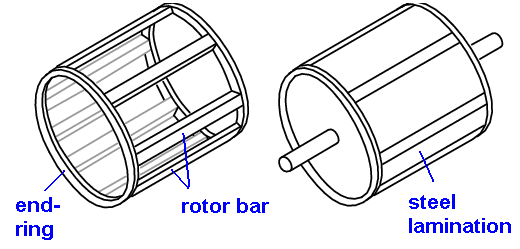 end-
ring
rotor bar
steel
lamination